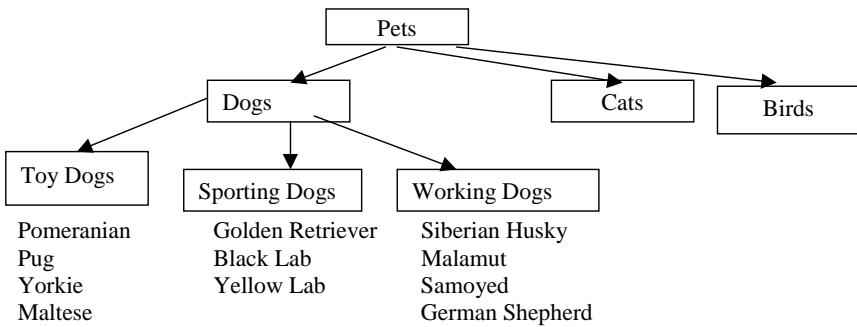 Pets
Dogs
Cats
Birds
Toy Dogs
Sporting Dogs
Working Dogs
Pomeranian
Pug
Yorkie
Maltese
Golden Retriever
Black Lab
Yellow Lab
Siberian Husky
Malamut
Samoyed
German Shepherd